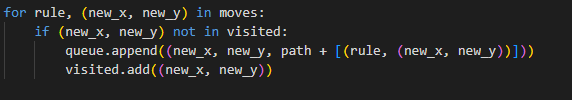 for rule, (new_x, new_y) in moves:
if (new_x, new_y) not in visited:
queue.append((new_x, new_y, path + [(rule, (new_x, new_y))]))
visited.add((new_x, new_y))